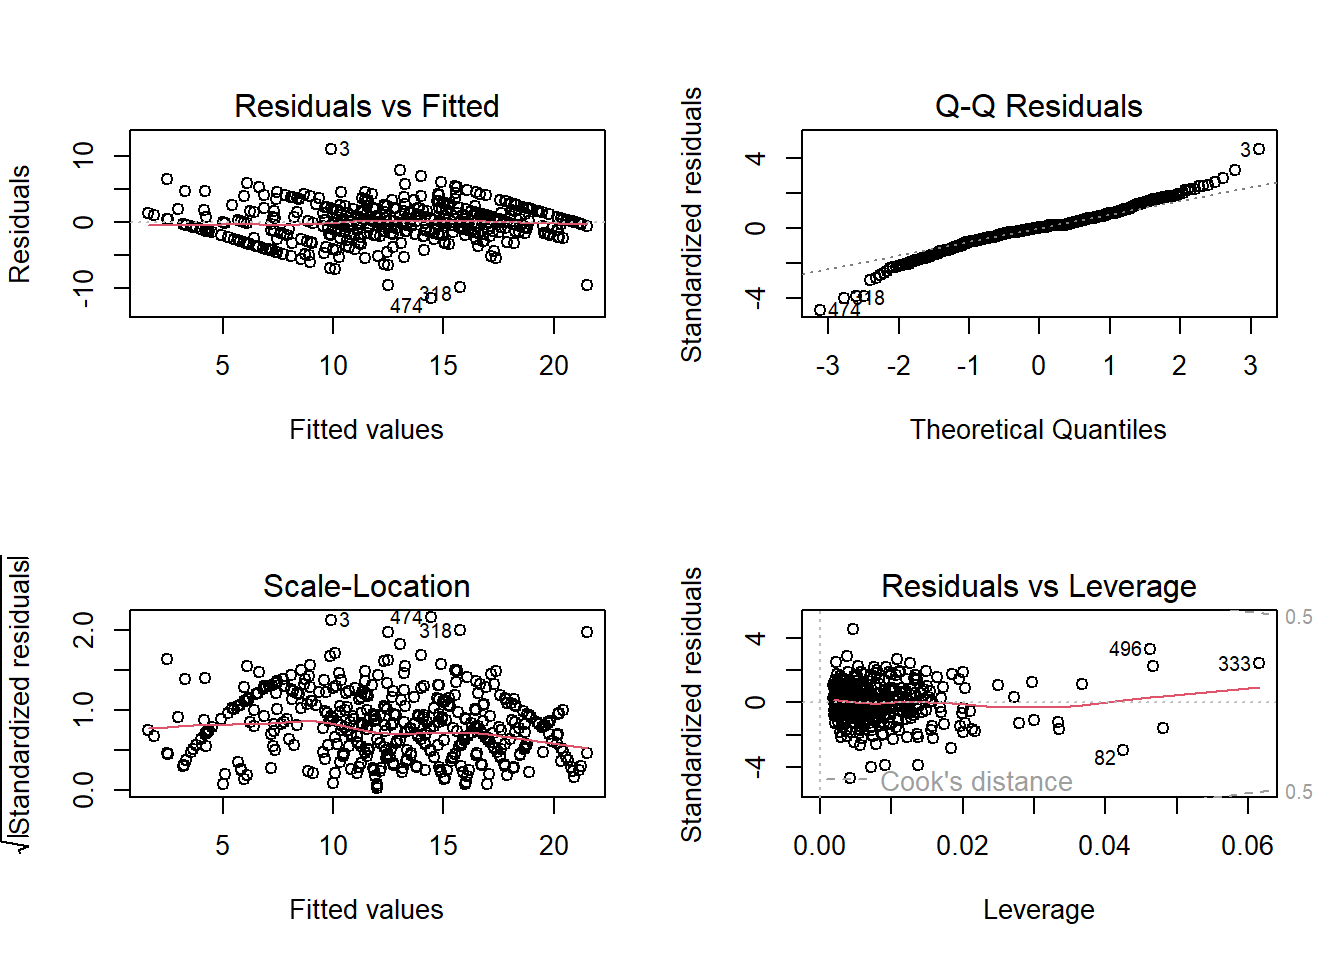 Residuals vs Fitted
Residuals
10
0
-10
3
318
474
5 10 15 20
Fitted values
Q-Q Residuals
Standardized residuals
4
0
-4
3
318
474
-3 -2 -1 0 1 2 3
Theoretical Quantiles
Scale-Location
√|Standardized residuals|
2.0
1.0
0.0
3
474
318
5 10 15 20
Fitted values
Residuals vs Leverage
Standardized residuals
4
0
-4
0.5
496
333
82
Cook's distance
0.5
0.00 0.02 0.04 0.06
Leverage